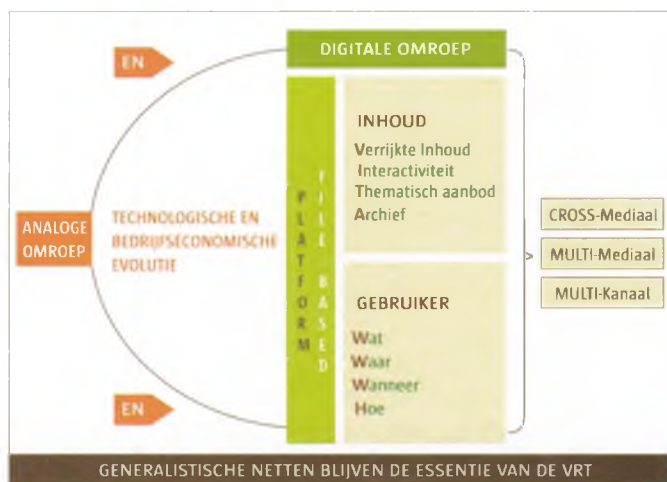 EN
DIGITALE OMROEP
ANALOGE
OMROEP
TECHNOLOGISCHE EN
BEDRIJFSECONOMISCHE
EVOLUTIE
PLATFORM
FILE BASED
INHOUD
Verrijkte Inhoud
Interactiviteit
Thematisch aanbod
Archief
GEBRUIKER
Wat
Waar
Wanneer
Hoe
CROSS-Mediaal
MULTI-Mediaal
MULTI-Kanaal
EN
GENERALISTISCHE NETTEN BLIJVEN DE ESSENTIE VAN DE VRT